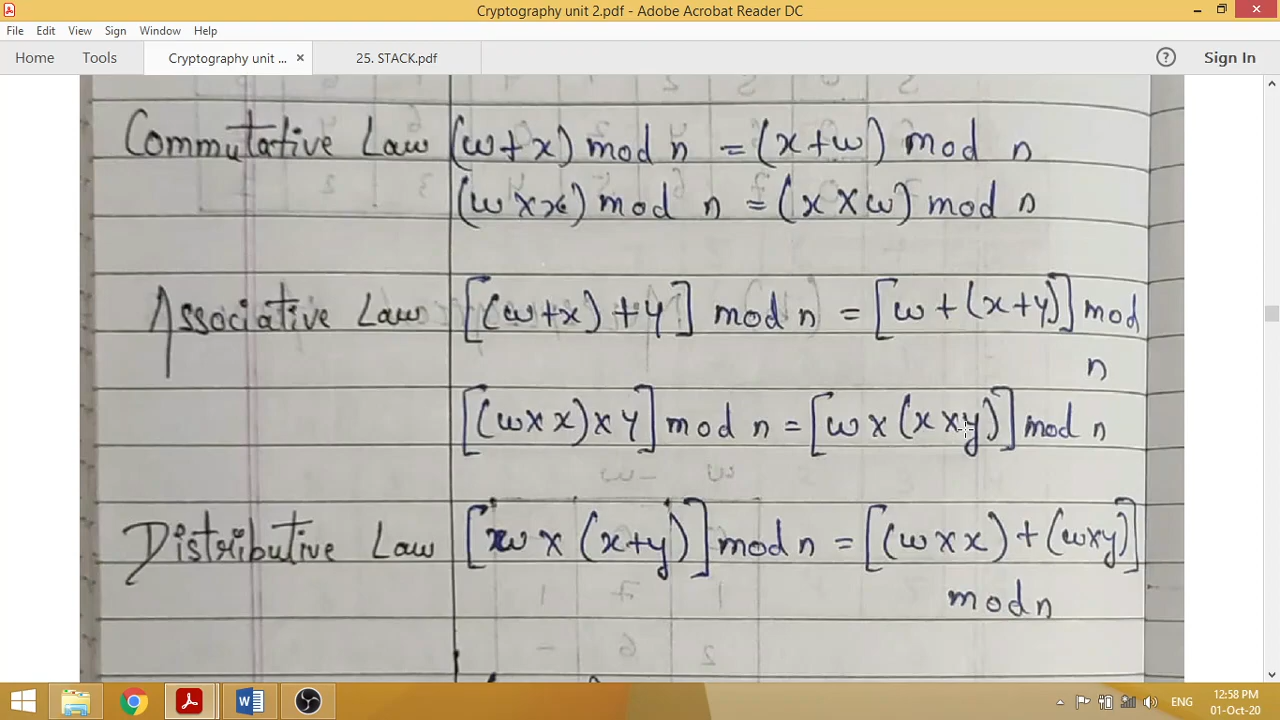 Cryptography unit 2.pdf - Adobe Acrobat Reader DC
File Edit View Sign Window Help
Home Tools Cryptography unit ... × 25. STACK.pdf ? Sign In
Commutative Law (w+x) mod n = (x+w) mod n
(w×x) mod n = (x×w) mod n
Associative Law [(w+x)+y] mod n = [w+(x+y)] mod
n
[(w×x)×y] mod n = [w×(x×y)] mod n
Distributive Law [w×(x+y)] mod n = [(w×x)+(w×y)]
mod n
ENG 12:58 PM
01-Oct-20